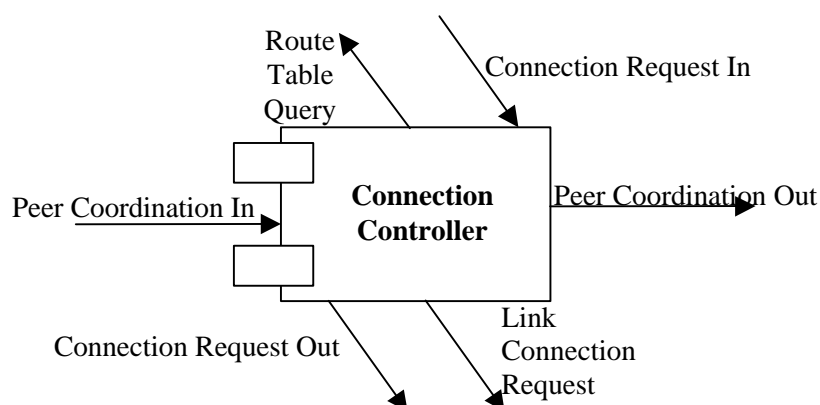 Route
Table
Query
Connection Request In
Connection
Controller
Peer Coordination In
Peer Coordination Out
Connection Request Out
Link
Connection
Request